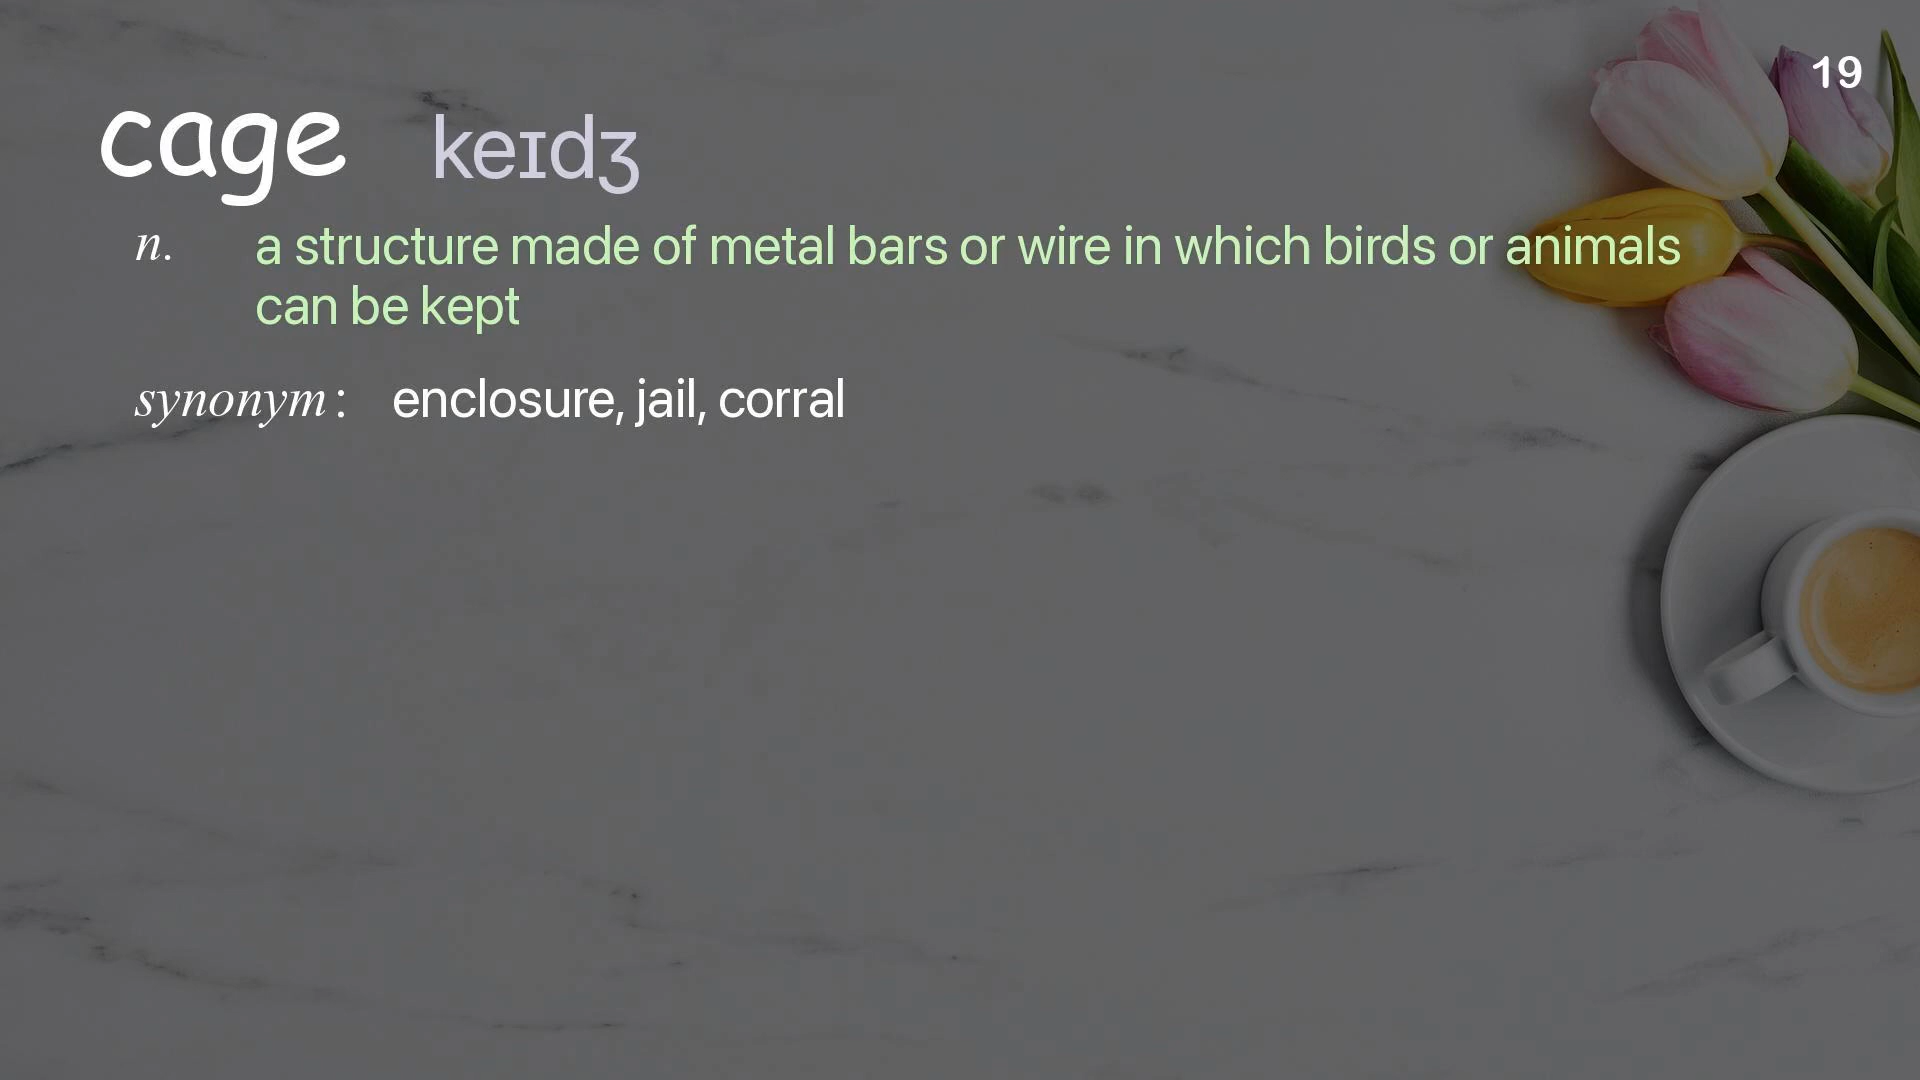 19
cage keɪdʒ
n. a structure made of metal bars or wire in which birds or animals
can be kept
synonym: enclosure, jail, corral